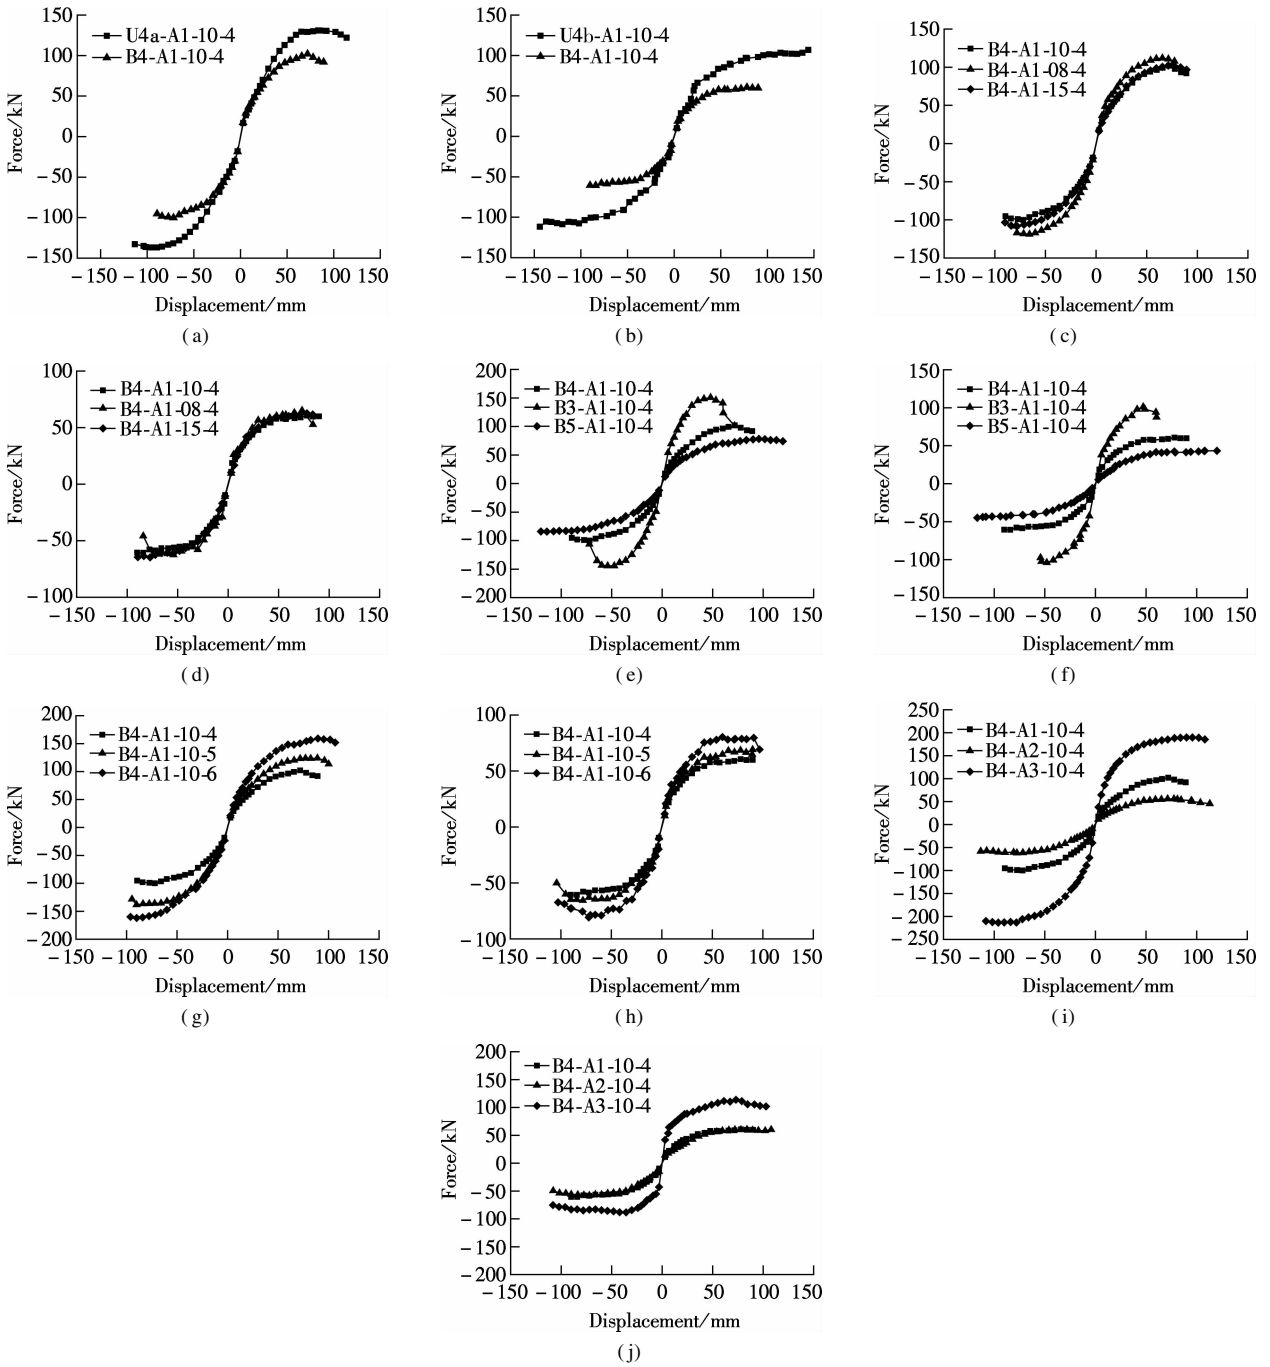 150
100
50
0
−50
−100
−150
Force/kN
U4a-A1-10-4
B4-A1-10-4
−100 −50 0 50 100 150
Displacement/mm
(a)
150
100
50
0
−50
−100
−150
Force/kN
U4b-A1-10-4
B4-A1-10-4
−150 −100 −50 0 50 100 150
Displacement/mm
(b)
150
100
50
0
−50
−100
−150
Force/kN
B4-A1-10-4
B4-A1-08-4
B4-A1-15-4
−150 −100 −50 0 50 100 150
Displacement/mm
(c)
100
50
0
−50
−100
Force/kN
B4-A1-10-4
B4-A1-08-4
B4-A1-15-4
−150 −100 −50 0 50 100 150
Displacement/mm
(d)
200
150
100
50
0
−50
−100
−150
−200
Force/kN
B4-A1-10-4
B3-A1-10-4
B5-A1-10-4
−150 −100 −50 0 50 100 150
Displacement/mm
(e)
150
100
50
0
−50
−100
−150
Force/kN
B4-A1-10-4
B3-A1-10-4
B5-A1-10-4
−150 −100 −50 0 50 100 150
Displacement/mm
(f)
200
150
100
50
0
−50
−100
−150
−200
Force/kN
B4-A1-10-4
B4-A1-10-5
B4-A1-10-6
−150 −100 −50 0 50 100 150
Displacement/mm
(g)
100
50
0
−50
−100
Force/kN
B4-A1-10-4
B4-A1-10-5
B4-A1-10-6
−150 −100 −50 0 50 100 150
Displacement/mm
(h)
250
200
150
100
50
0
−50
−100
−150
−200
−250
Force/kN
B4-A1-10-4
B4-A2-10-4
B4-A3-10-4
−150 −100 −50 0 50 100 150
Displacement/mm
(i)
200
150
100
50
0
−50
−100
−150
−200
Force/kN
B4-A1-10-4
B4-A2-10-4
B4-A3-10-4
−150 −100 −50 0 50 100 150
Displacement/mm
(j)